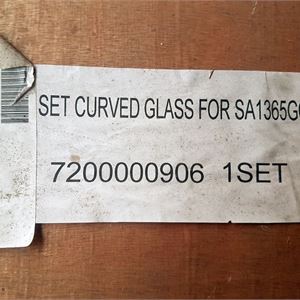 SET CURVED GLASS FOR SA1365G
7200000906 1SET